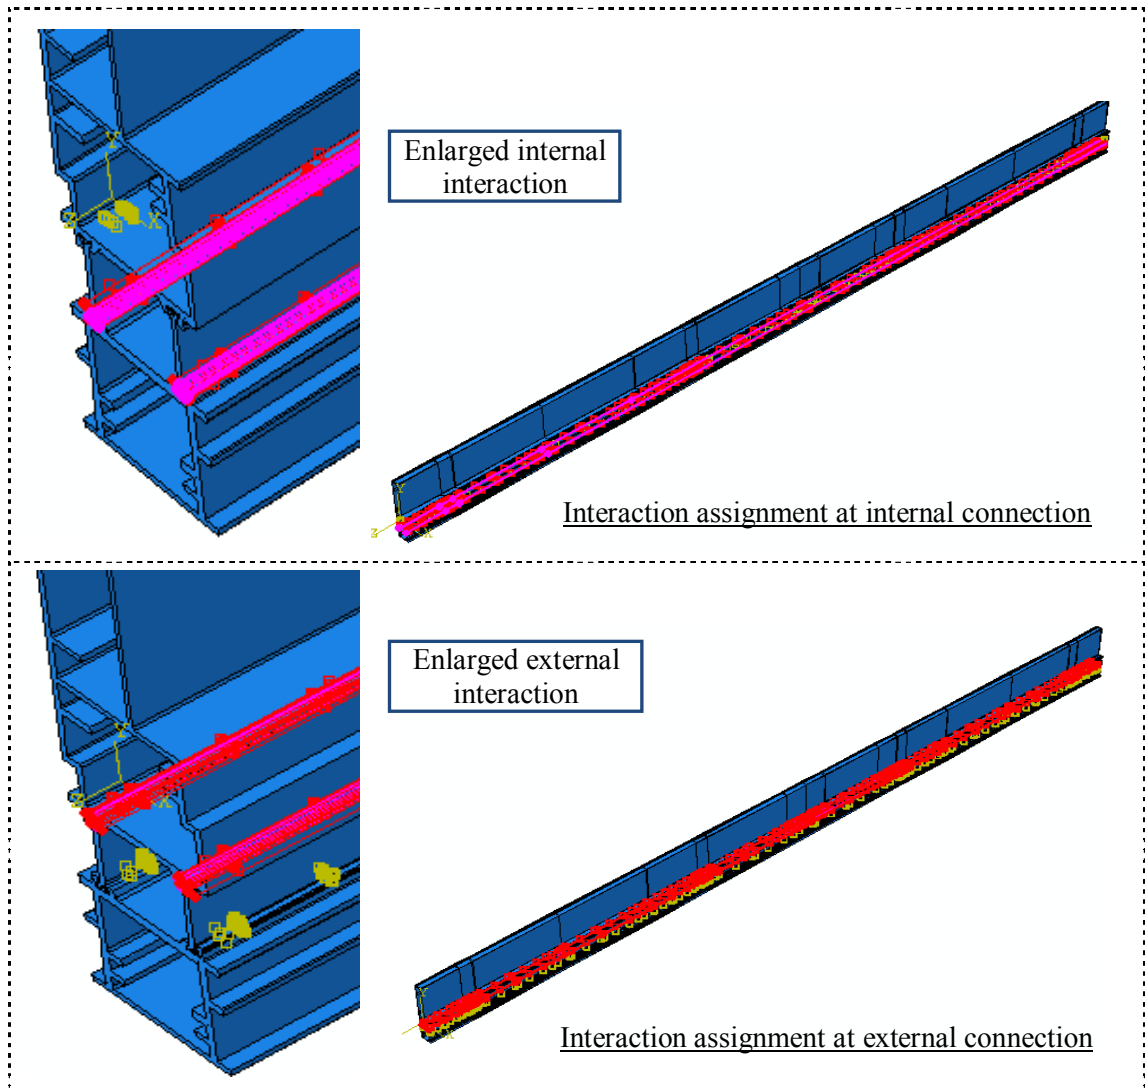 Enlarged internal
interaction
Y
Z
X
R
R
R
Y
Z
X
Interaction assignment at internal connection
Enlarged external
interaction
Y
Z
X
R
Y
X
Interaction assignment at external connection